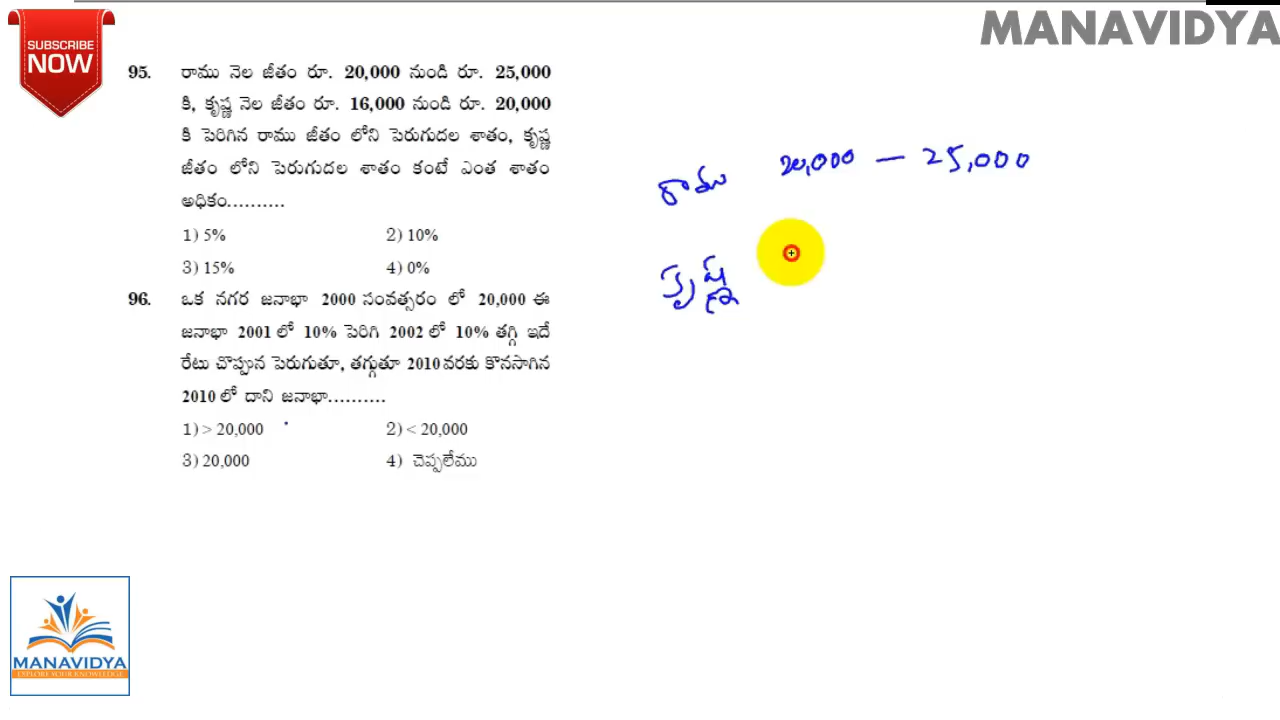 MANAVIDYA
SUBSCRIBE
NOW
95. రాము నెల జీతం రూ. 20,000 నుండి రూ. 25,000
కి, కృష్ణ నెల జీతం రూ. 16,000 నుండి రూ. 20,000
కి పెరిగిన రాము జీతం లోని పెరుగుదల శాతం, కృష్ణ
జీతం లోని పెరుగుదల శాతం కంటే ఎంత శాతం
అధికం..........
1) 5% 2) 10%
3) 15% 4) 0%
96. ఒక నగర జనాభా 2000 సంవత్సరం లో 20,000 ఈ
జనాభా 2001 లో 10% పెరిగి 2002 లో 10% తగ్గి ఇదే
రేటు చొప్పున పెరుగుతూ, తగ్గుతూ 2010 వరకు కొనసాగిన
2010 లో దాని జనాభా..........
1) > 20,000 2) < 20,000
3) 20,000 4) చెప్పలేము
రాము 20,000 — 25,000
కృష్ణ
MANAVIDYA
EXPLORE YOUR KNOWLEDGE